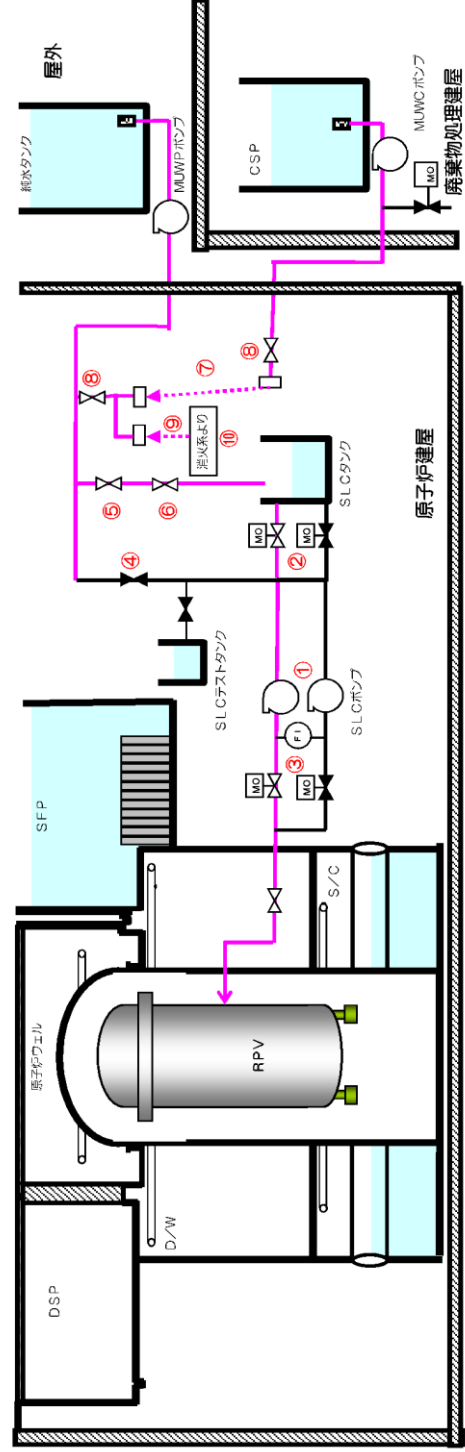 DSP
原子炉ウェル
SFP
D/W
S/C
RPV
SLCテストタンク
④
⑤
⑥
⑧
⑨
⑦
消火系より
⑩
⑧
SLCタンク
MO
②
MO
①
SLCポンプ
FI
③
MO
MO
原子炉建屋
純水タンク
屋外
MUWPポンプ
CSP
MUWCポンプ
MO
廃棄物処理建屋